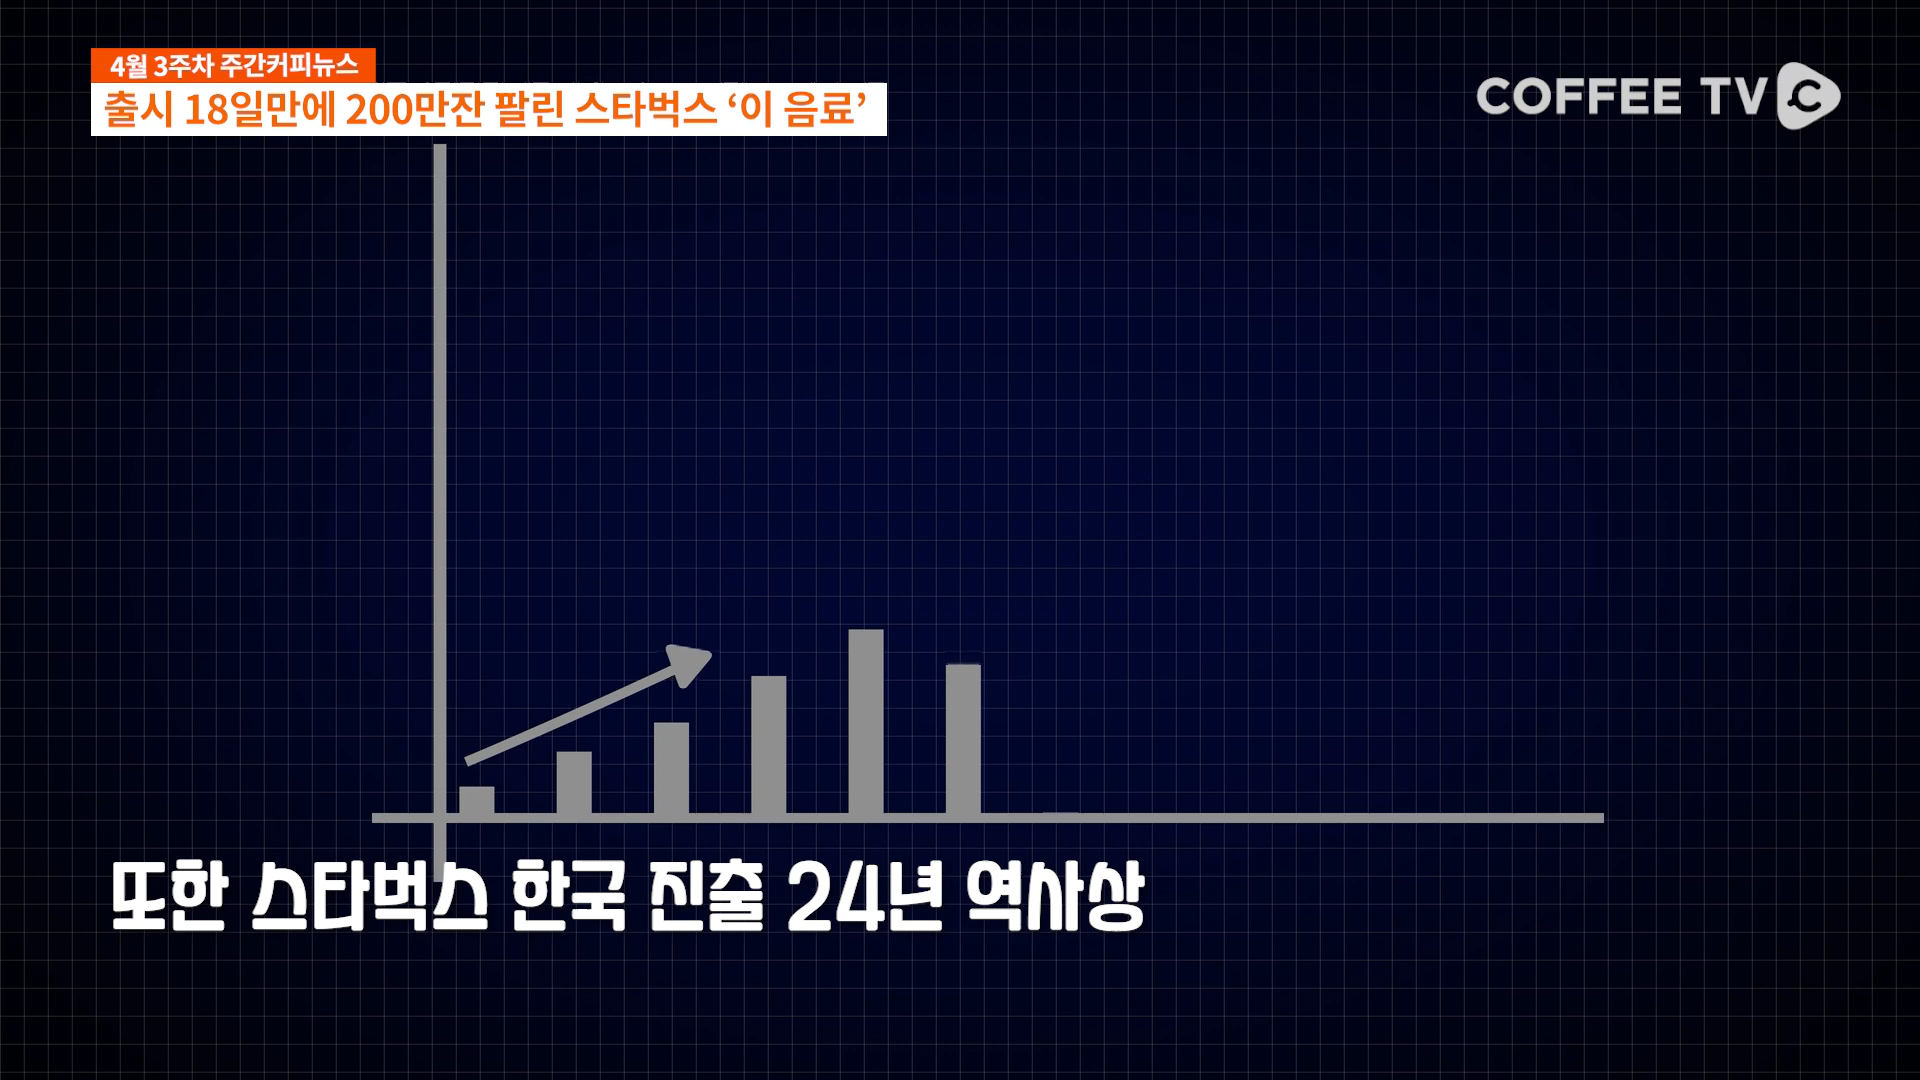 4월 3주차 주간커피뉴스
출시 18일만에 200만잔 팔린 스타벅스 ‘이 음료’
COFFEE TV
또한 스타벅스 한국 진출 24년 역사상